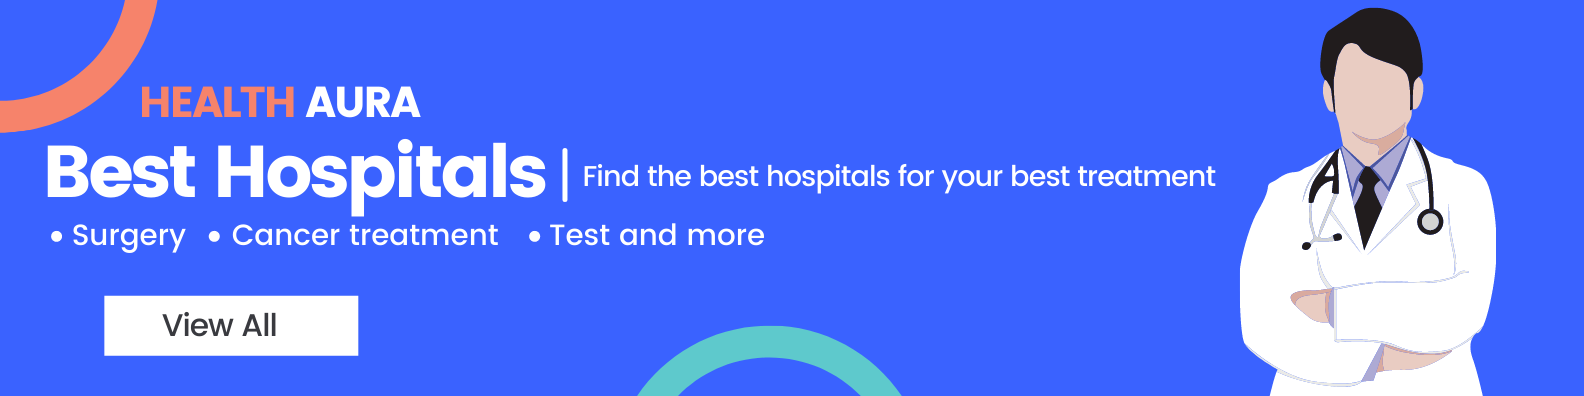 HEALTH AURA
Best Hospitals | Find the best hospitals for your best treatment
• Surgery • Cancer treatment • Test and more
View All